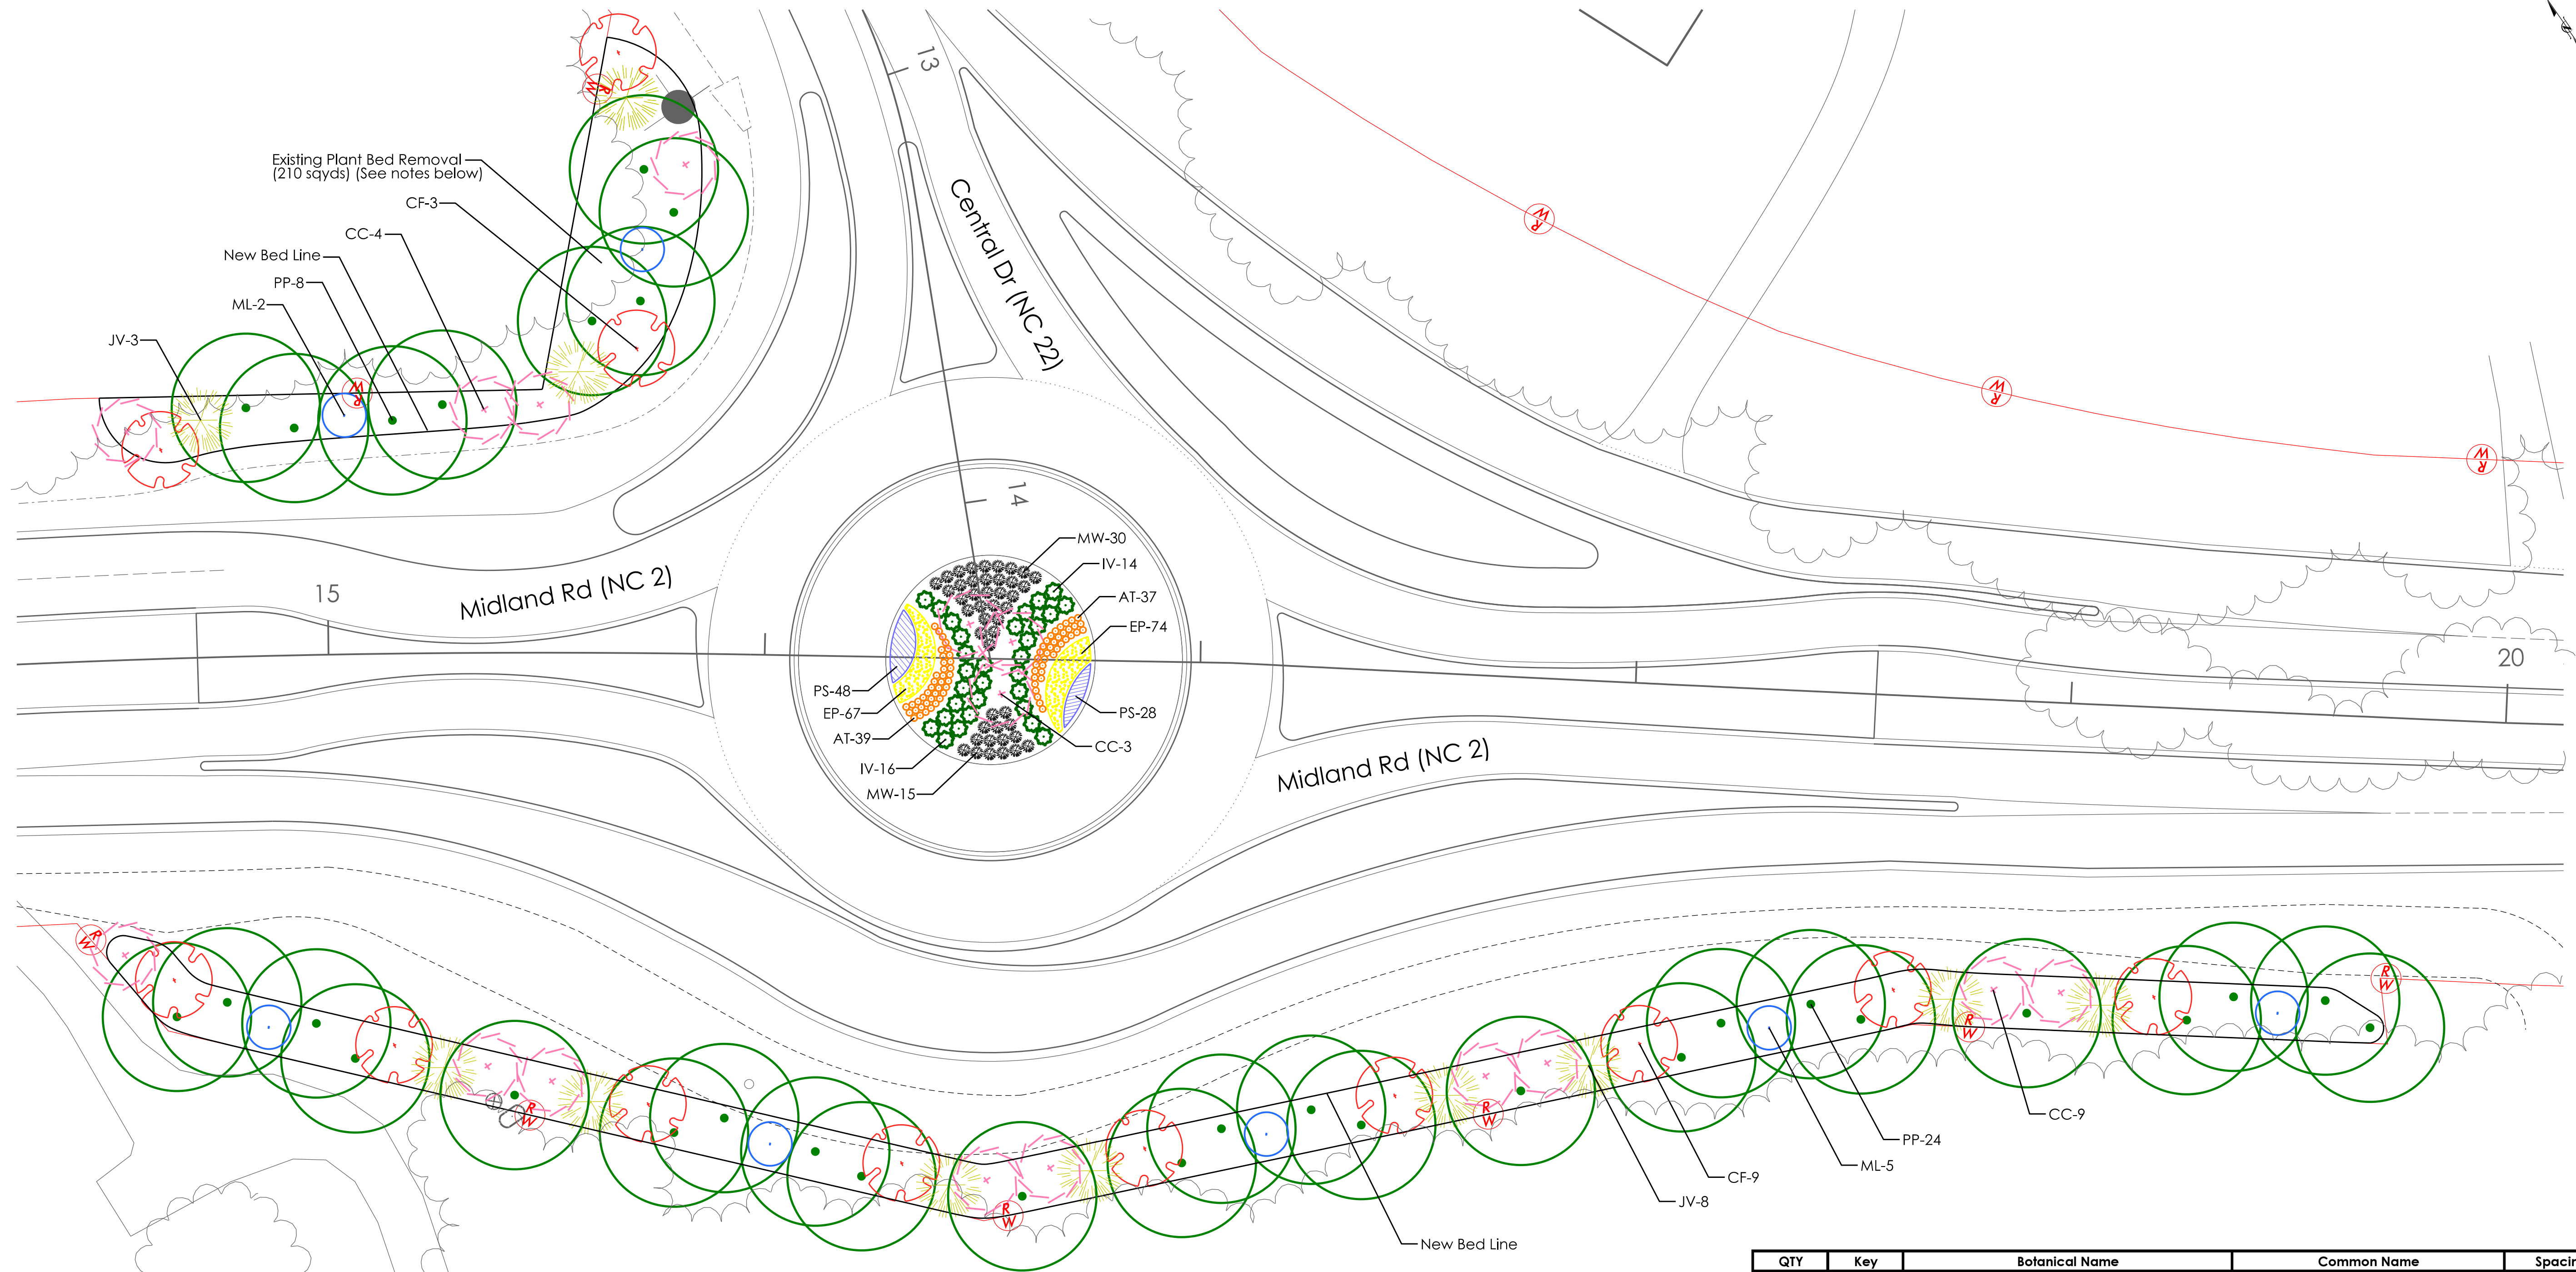 13
Existing Plant Bed Removal
(210 sqyds) (See notes below)
CF-3
CC-4
New Bed Line
PP-8
ML-2
JV-3
R
W
R
W
Central Dr (NC 22)
R
W
R
W
R
W
14
15
Midland Rd (NC 2)
MW-30
IV-14
AT-37
EP-74
PS-48
EP-67
AT-39
IV-16
MW-15
PS-28
CC-3
20
Midland Rd (NC 2)
R
W
R
W
R
W
R
W
R
W
R
W
CC-9
PP-24
ML-5
CF-9
JV-8
New Bed Line
QTY Key Botanical Name Common Name